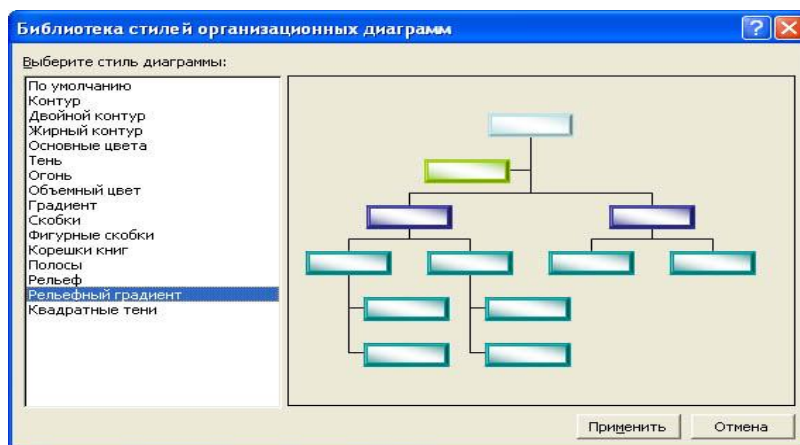 Библиотека стилей организационных диаграмм
Выберите стиль диаграммы:
По умолчанию
Контур
Двойной контур
Жирный контур
Основные цвета
Тень
Огонь
Объемный цвет
Градиент
Скобки
Фигурные скобки
Корешки книг
Полосы
Рельеф
Рельефный градиент
Квадратные тени
Применить
Отмена